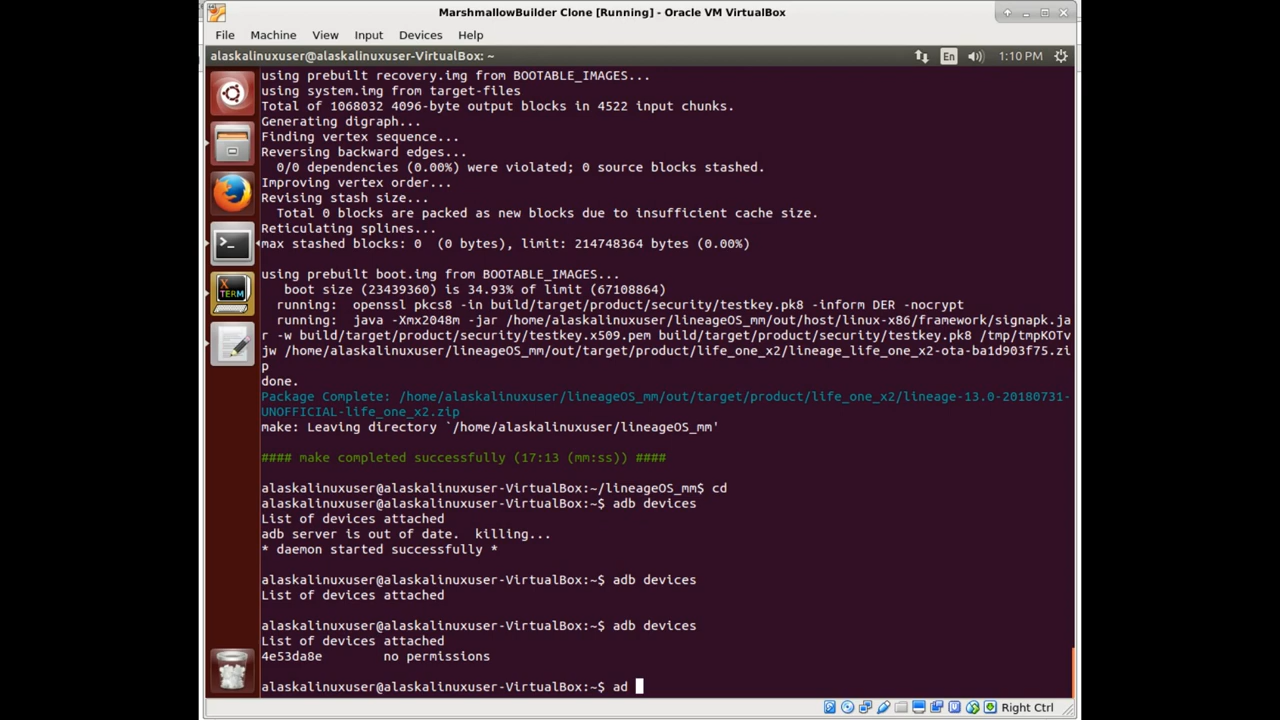 MarshmallowBuilder Clone [Running] - Oracle VM VirtualBox
File Machine View Input Devices Help
alaskalinuxuser@alaskalinuxuser-VirtualBox: ~ En 1:10 PM
using prebuilt recovery.img from BOOTABLE_IMAGES...
using system.img from target-files
Total of 1068032 4096-byte output blocks in 4522 input chunks.
Generating digraph...
Finding vertex sequence...
Reversing backward edges...
0/0 dependencies (0.00%) were violated; 0 source blocks stashed.
Improving vertex order...
Revising stash size...
Total 0 blocks are packed as new blocks due to insufficient cache size.
Reticulating splines...
max stashed blocks: 0  (0 bytes), limit: 214748364 bytes (0.00%)
using prebuilt boot.img from BOOTABLE_IMAGES...
boot size (23439360) is 34.93% of limit (67108864)
running:  openssl pkcs8 -in build/target/product/security/testkey.pk8 -inform DER -nocrypt
running:  java -Xmx2048m -jar /home/alaskalinuxuser/lineageOS_mm/out/host/linux-x86/framework/signapk.ja
r -w build/target/product/security/testkey.x509.pem build/target/product/security/testkey.pk8 /tmp/tmpKOTv
jw /home/alaskalinuxuser/lineageOS_mm/out/target/product/life_one_x2/lineage_life_one_x2-ota-ba1d903f75.zi
p
done.
Package Complete: /home/alaskalinuxuser/lineageOS_mm/out/target/product/life_one_x2/lineage-13.0-20180731-
UNOFFICIAL-life_one_x2.zip
make: Leaving directory `/home/alaskalinuxuser/lineageOS_mm'
#### make completed successfully (17:13 (mm:ss)) ####
alaskalinuxuser@alaskalinuxuser-VirtualBox:~/lineageOS_mm$ cd
alaskalinuxuser@alaskalinuxuser-VirtualBox:~$ adb devices
List of devices attached
adb server is out of date.  killing...
* daemon started successfully *
alaskalinuxuser@alaskalinuxuser-VirtualBox:~$ adb devices
List of devices attached
alaskalinuxuser@alaskalinuxuser-VirtualBox:~$ adb devices
List of devices attached
4e53da8e        no permissions
alaskalinuxuser@alaskalinuxuser-VirtualBox:~$ ad
X TERM
Right Ctrl